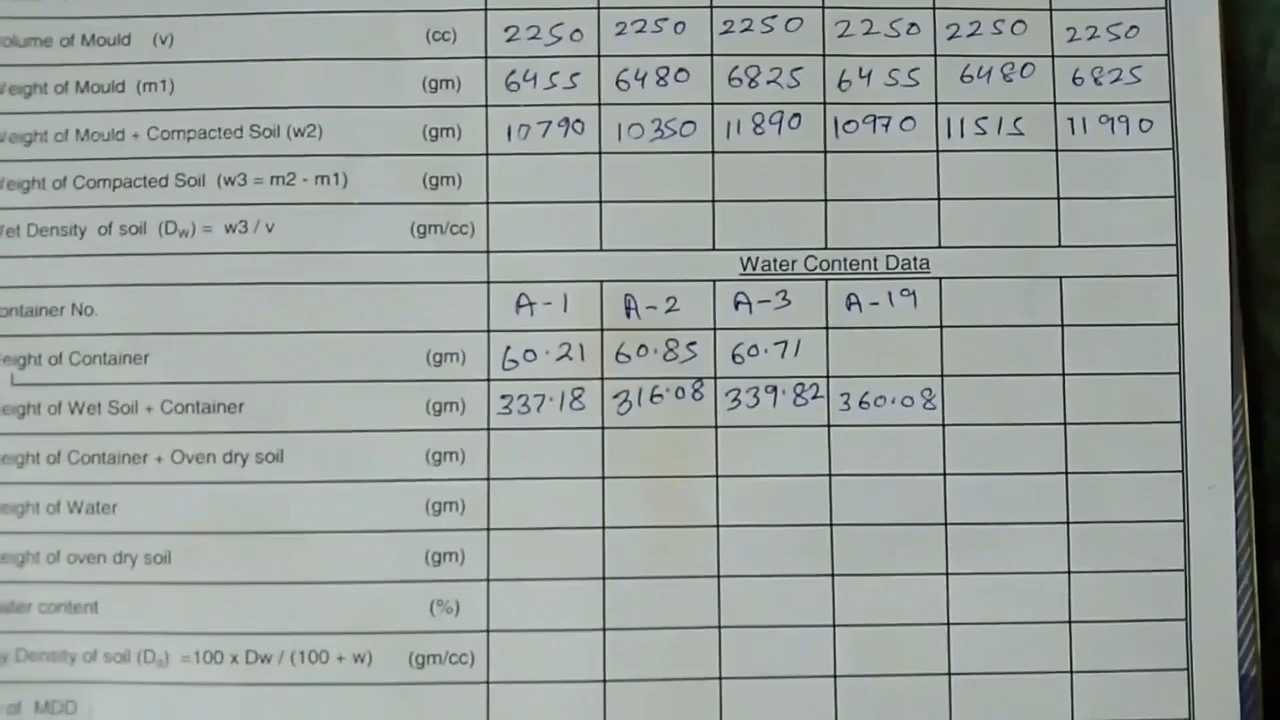 olume of Mould (v) (cc) 2250 2250 2250 2250 2250 2250
eight of Mould (m1) (gm) 6455 6480 6825 6455 6480 6825
eight of Mould + Compacted Soil (w2) (gm) 10790 10350 11890 10970 11515 11990
eight of Compacted Soil (w3 = m2 - m1) (gm)
et Density of soil (Dw) = w3 / v (gm/cc)
Water Content Data
ontainer No. A-1 A-2 A-3 A-19
eight of Container (gm) 60.21 60.85 60.71
eight of Wet Soil + Container (gm) 337.18 316.08 339.82 360.08
eight of Container + Oven dry soil (gm)
eight of Water (gm)
eight of oven dry soil (gm)
ater content (%)
y Density of soil (Dd) =100 x Dw / (100 + w) (gm/cc)
of MDD